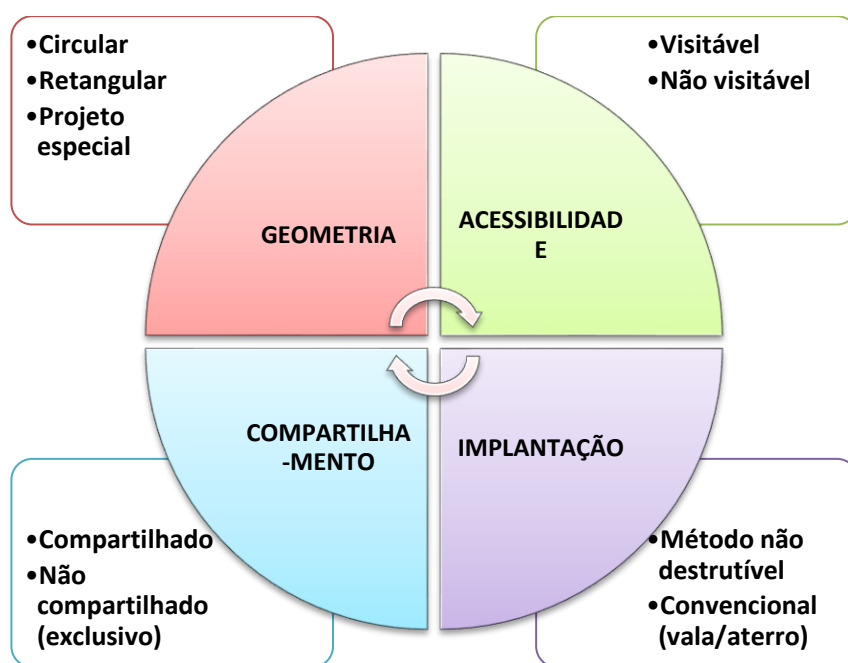 •Circular
•Retangular
•Projeto
especial
•Visitável
•Não visitável
GEOMETRIA
ACESSIBILIDAD
E
COMPARTILHA
-MENTO
IMPLANTAÇÃO
•Compartilhado
•Não
compartilhado
(exclusivo)
•Método não
destrutível
•Convencional
(vala/aterro)